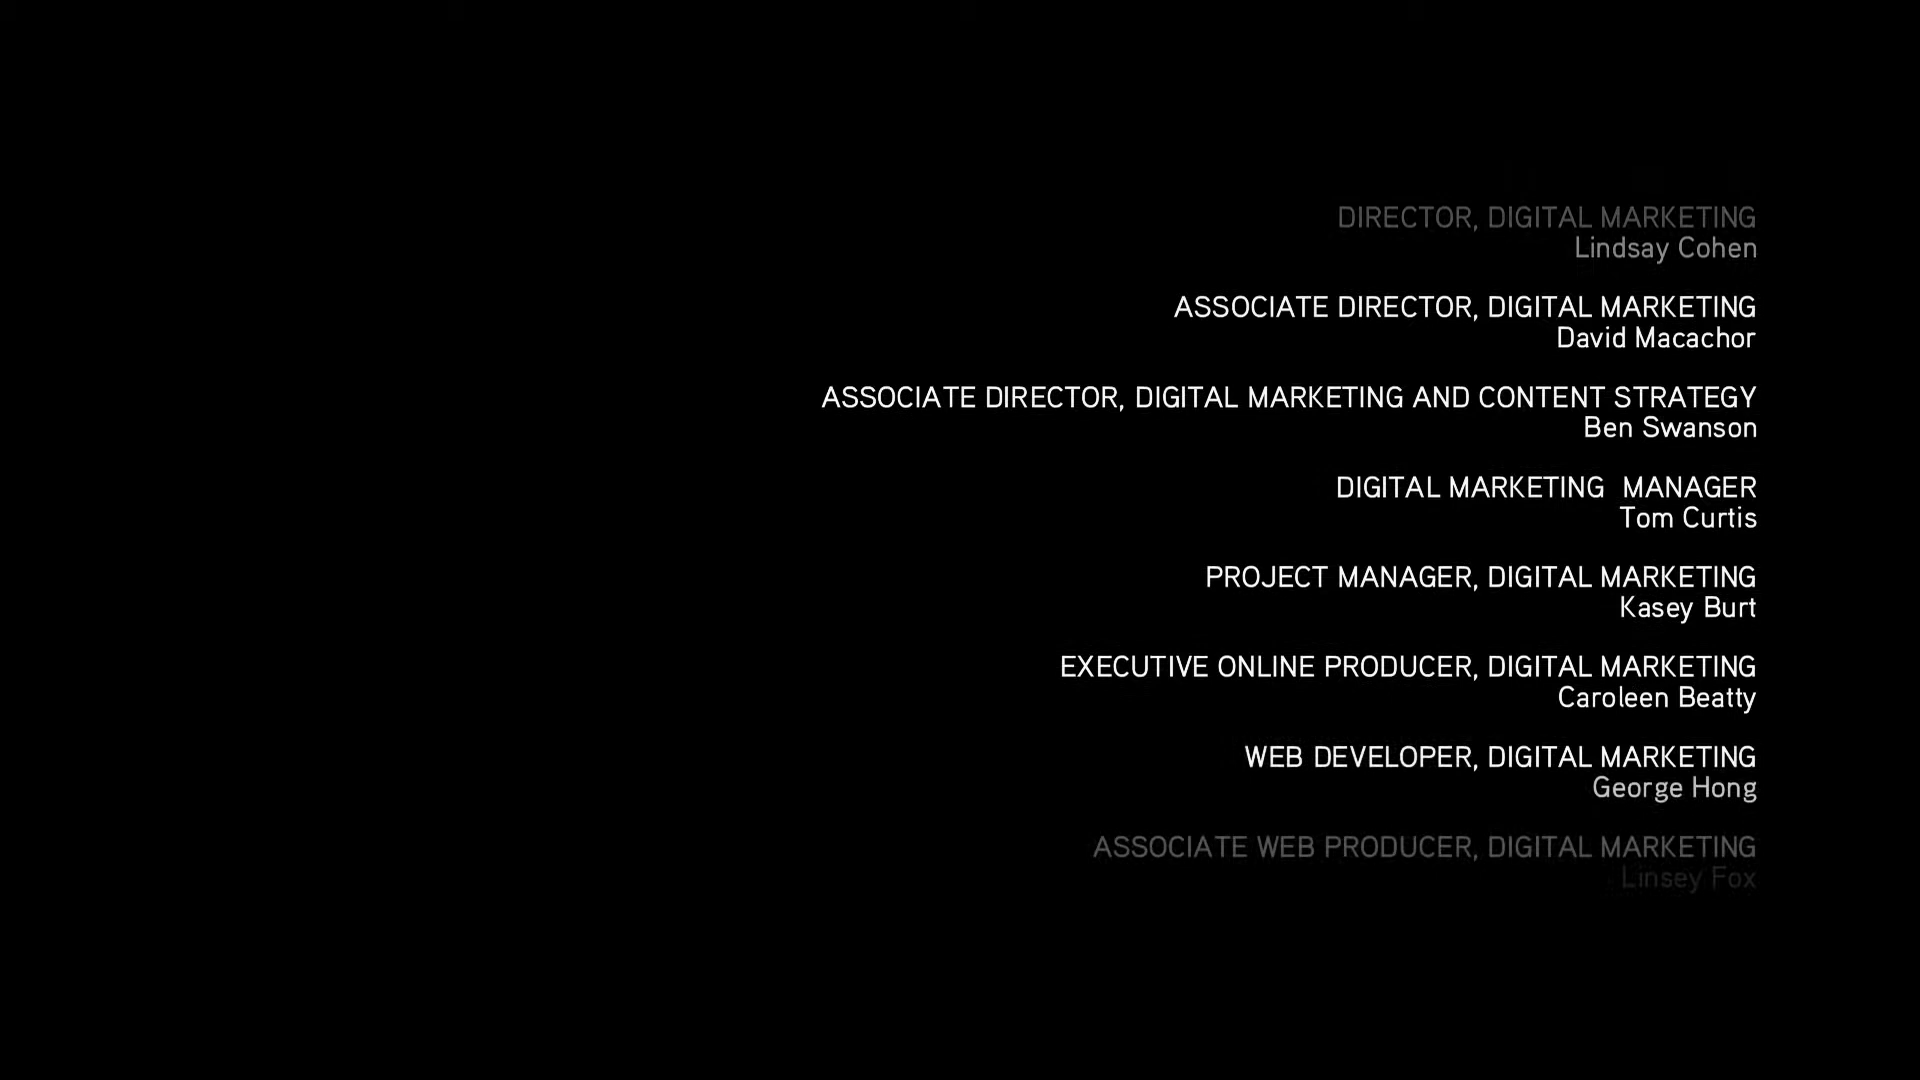 DIRECTOR, DIGITAL MARKETING
Lindsay Cohen
ASSOCIATE DIRECTOR, DIGITAL MARKETING
David Macachor
ASSOCIATE DIRECTOR, DIGITAL MARKETING AND CONTENT STRATEGY
Ben Swanson
DIGITAL MARKETING  MANAGER
Tom Curtis
PROJECT MANAGER, DIGITAL MARKETING
Kasey Burt
EXECUTIVE ONLINE PRODUCER, DIGITAL MARKETING
Caroleen Beatty
WEB DEVELOPER, DIGITAL MARKETING
George Hong
ASSOCIATE WEB PRODUCER, DIGITAL MARKETING
Linsey Fox